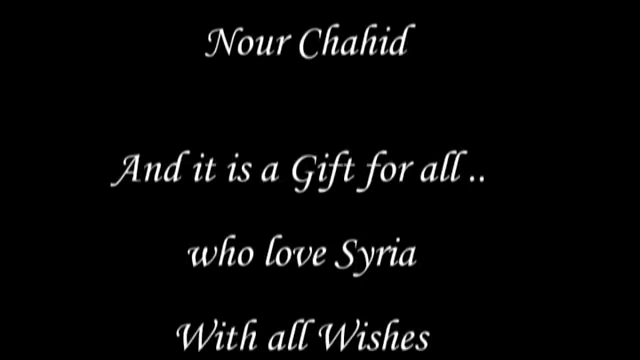 Nour Chahid
And it is a Gift for all ..
who love Syria
With all Wishes